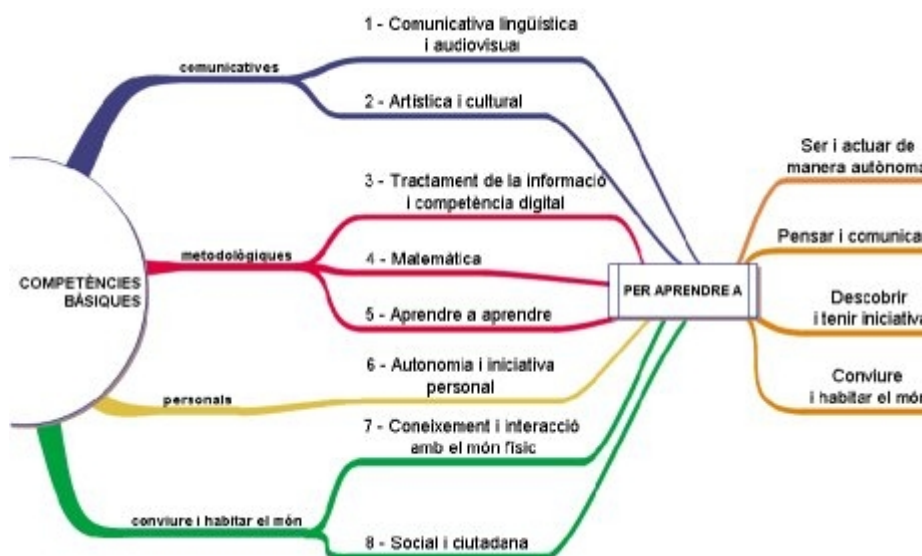 COMPETÈNCIES
BÀSIQUES
comunicatives
1 - Comunicativa lingüística
i audiovisual
2 - Artística i cultural
metodològiques
3 - Tractament de la informació
i competència digital
4 - Matemàtica
5 - Aprendre a aprendre
personals
6 - Autonomia i iniciativa
personal
conviure i habitar el món
7 - Coneixement i interacció
amb el món físic
8 - Social i ciutadana
PER APRENDRE A
Ser i actuar de
manera autònoma
Pensar i comunica
Descobrir
i tenir iniciativa
Conviure
i habitar el món